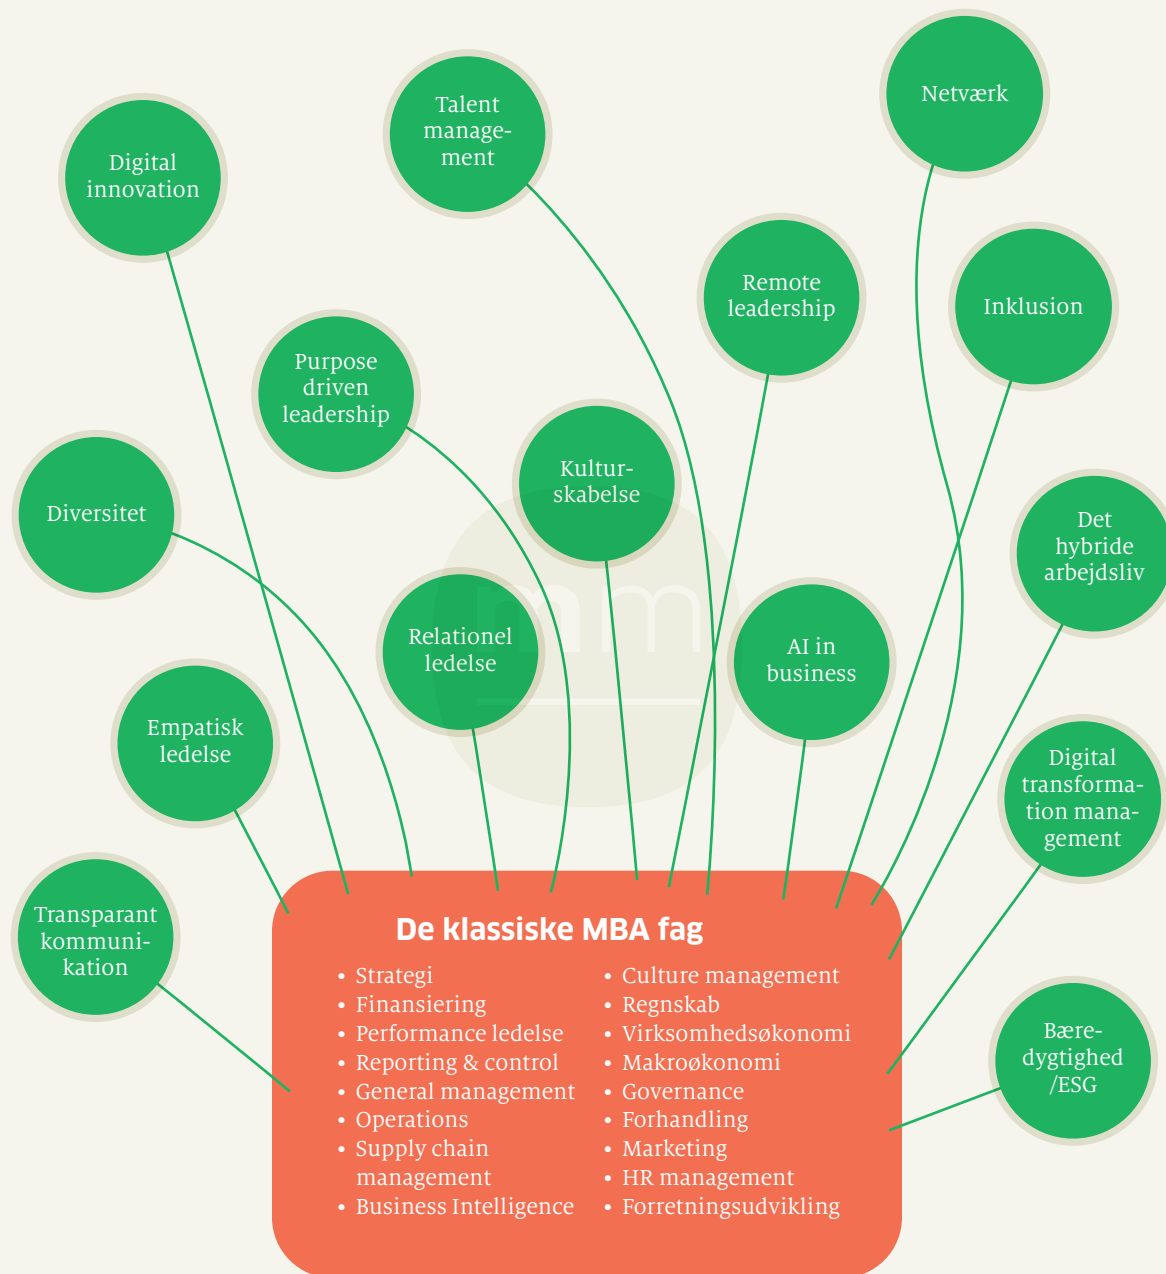 Netværk
Talent
manage-
ment
Digital
innovation
Remote
leadership
Inklusion
Purpose
driven
leadership
Kultur-
skabelse
Diversitet
Det
hybride
arbejdsliv
Relationel
ledelse
AI in
business
Empatisk
ledelse
Digital
transforma-
tion mana-
gement
Transparant
kommuni-
kation
Bære-
dygtighed
/ESG
mm
De klassiske MBA fag
• Strategi
• Finansiering
• Performance ledelse
• Reporting & control
• General management
• Operations
• Supply chain
management
• Business Intelligence
• Culture management
• Regnskab
• Virksomhedsøkonomi
• Makroøkonomi
• Governance
• Forhandling
• Marketing
• HR management
• Forretningsudvikling